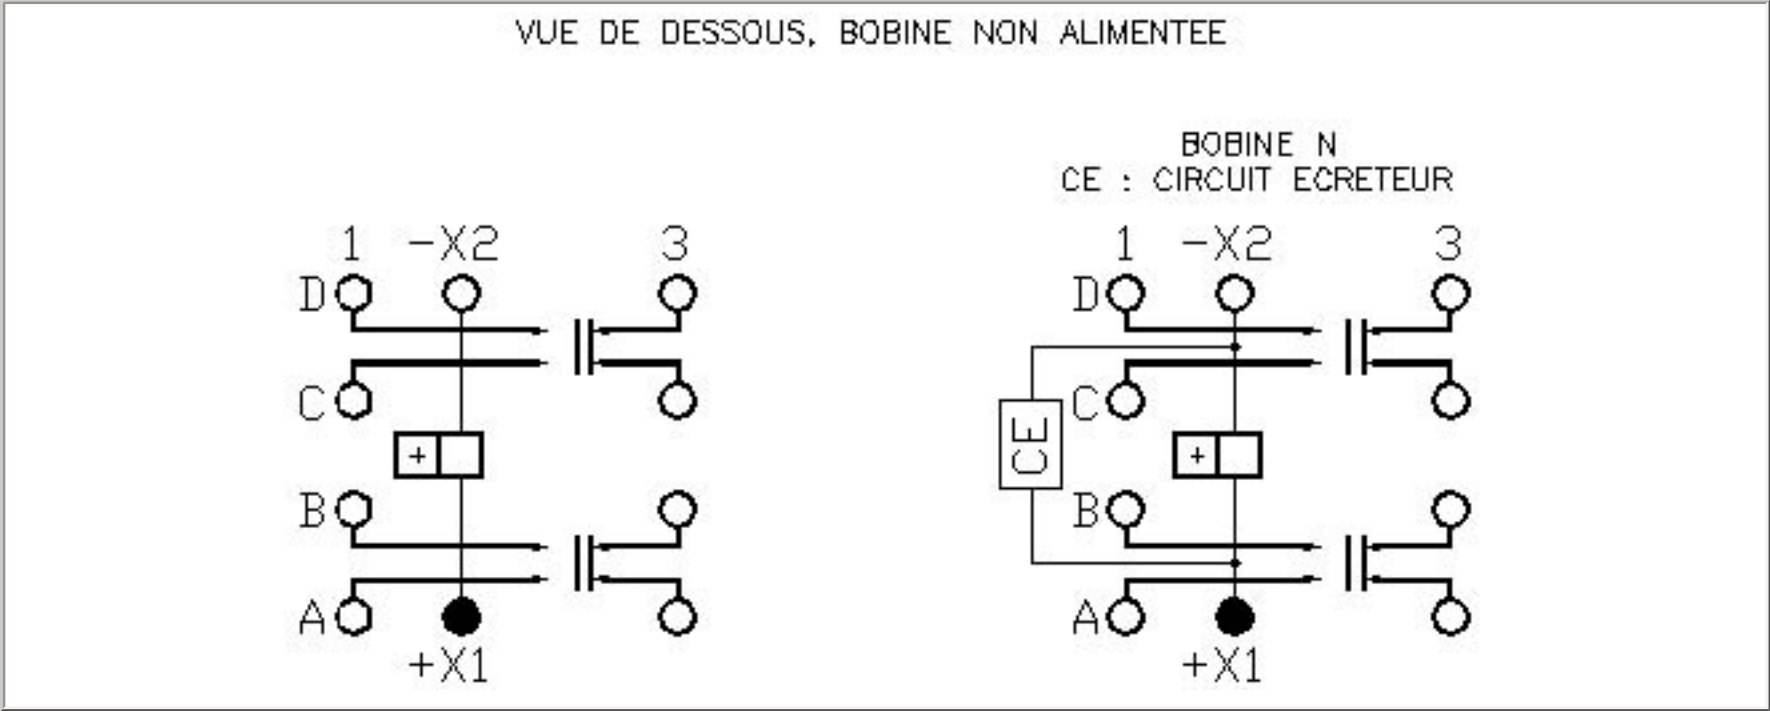 VUE DE DESSOUS, BOBINE NON ALIMENTEE
BOBINE N
CE : CIRCUIT ECRETEUR
1 -X2 3
D
C
+
B
A
+X1
1 -X2 3
D
C
CE
+
B
A
+X1